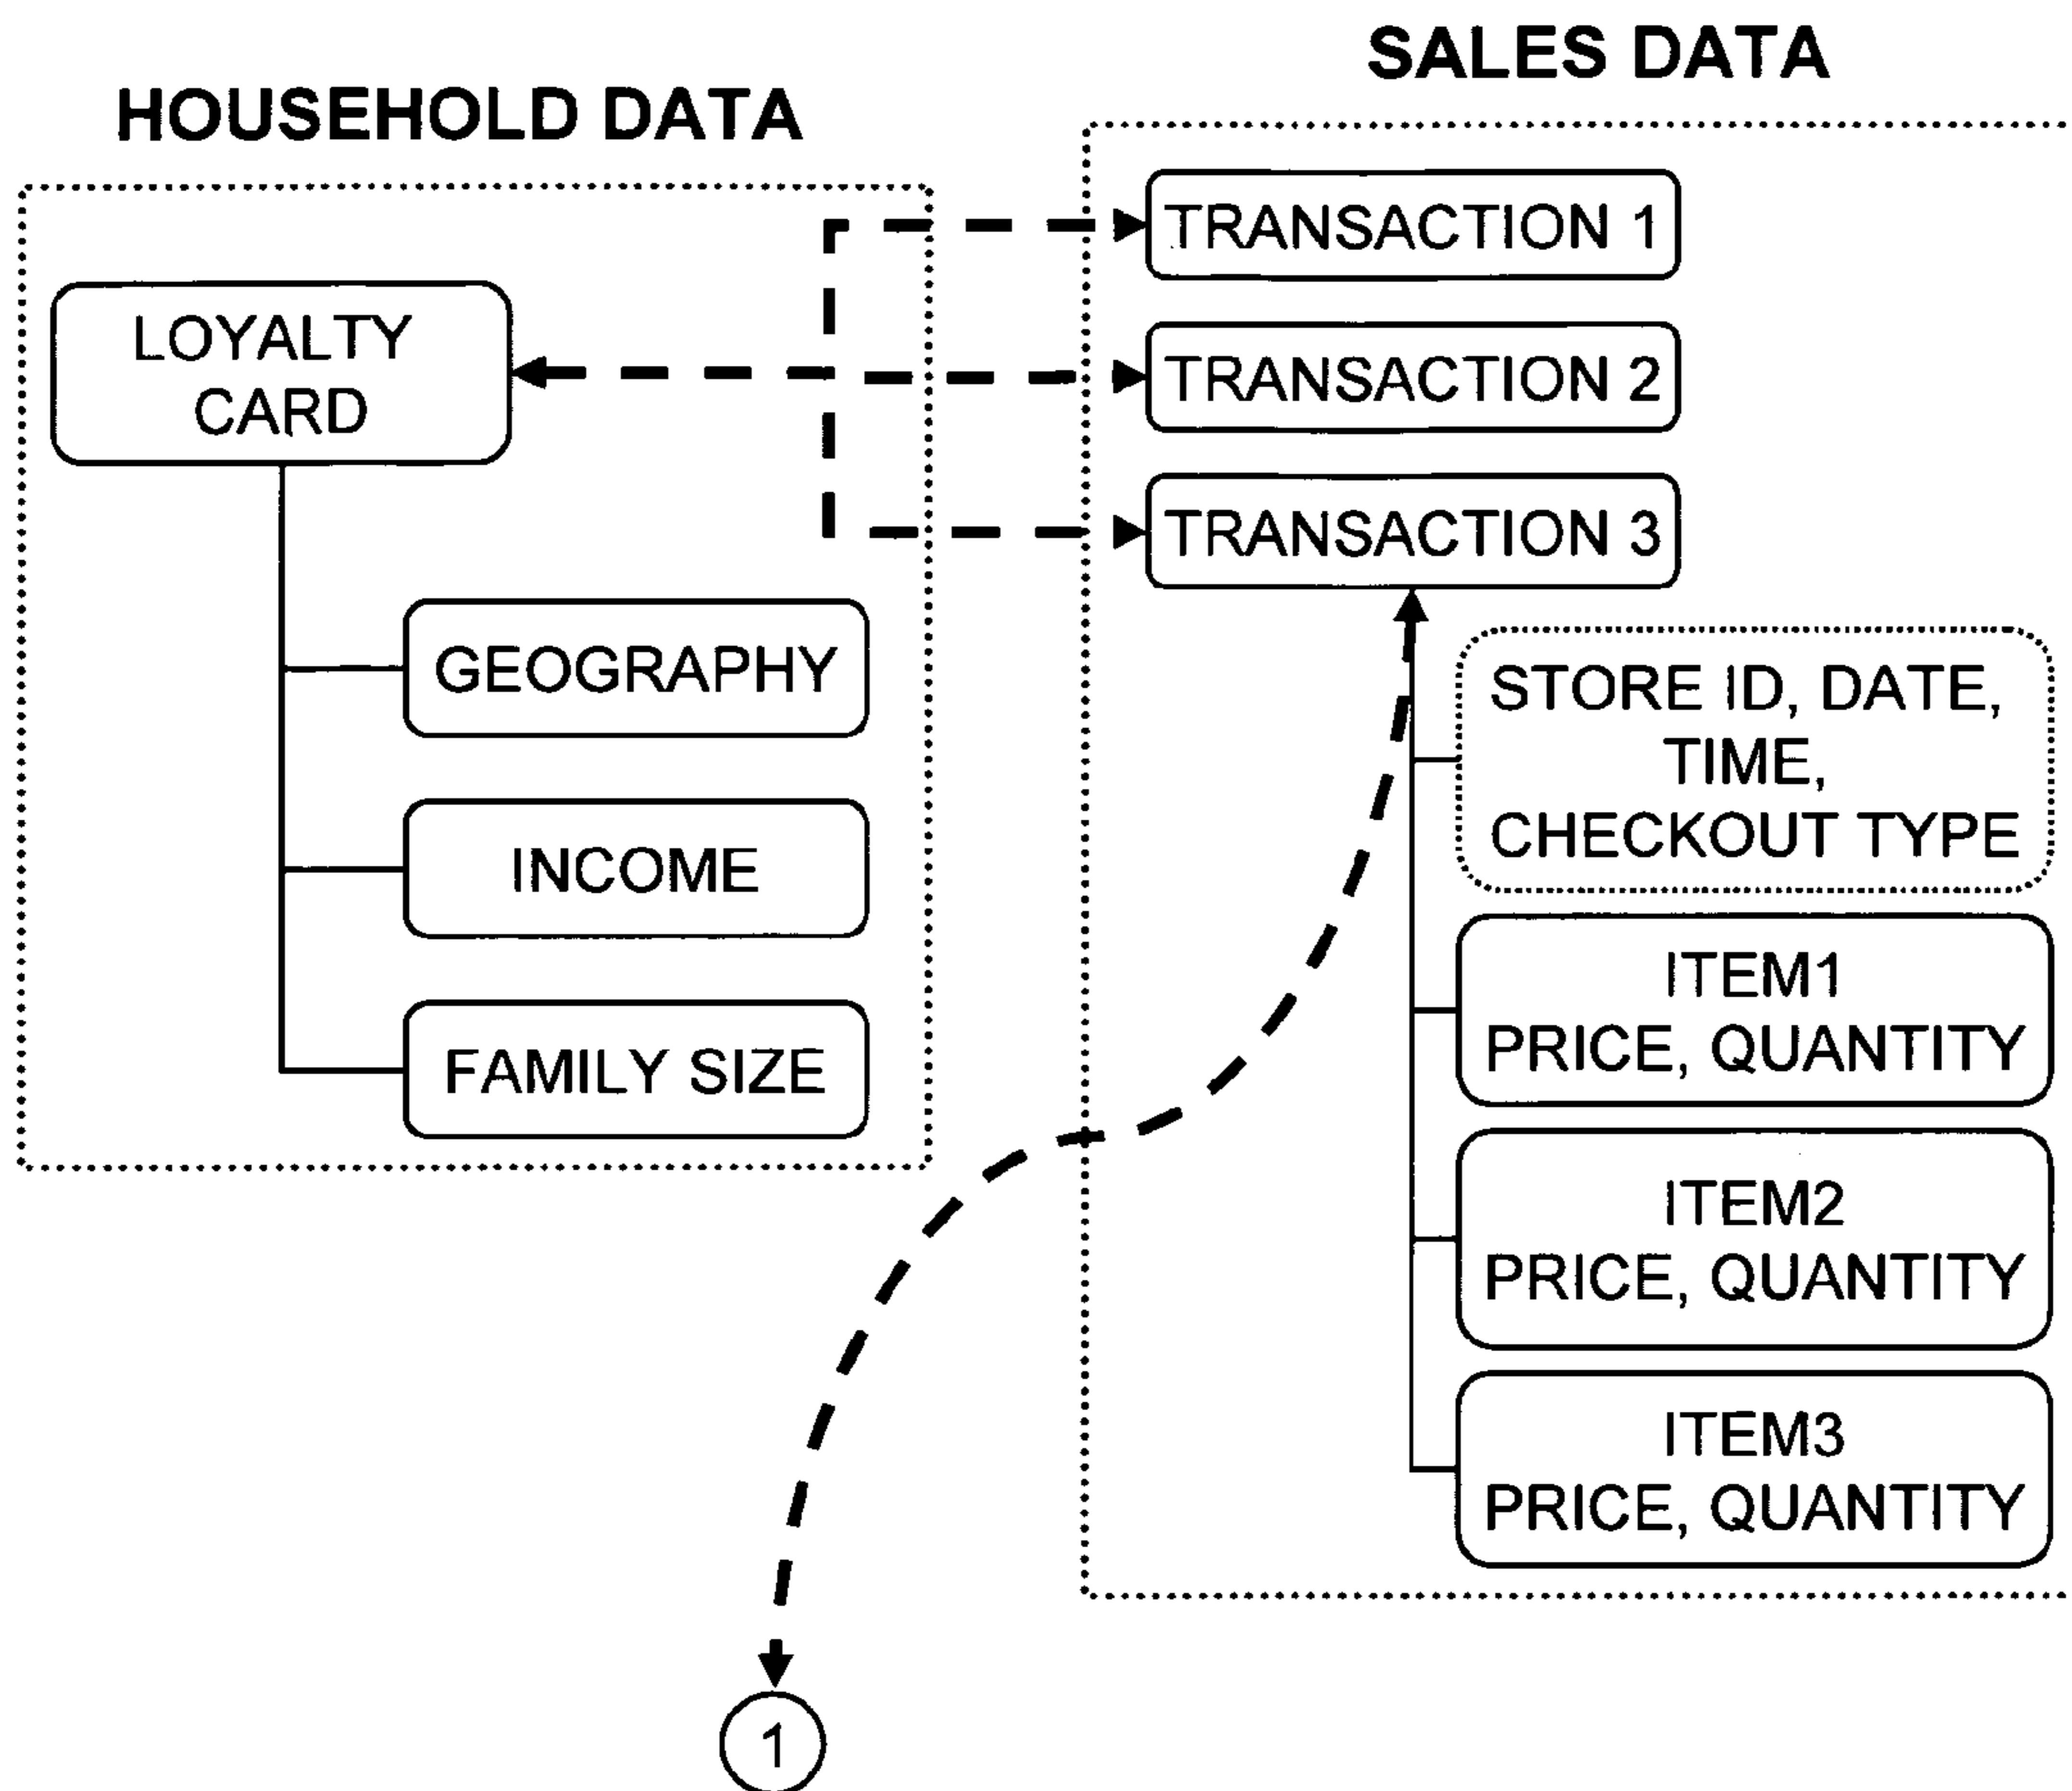 HOUSEHOLD DATA
LOYALTY
CARD
GEOGRAPHY
INCOME
FAMILY SIZE
SALES DATA
TRANSACTION 1
TRANSACTION 2
TRANSACTION 3
STORE ID, DATE,
TIME,
CHECKOUT TYPE
ITEM1
PRICE, QUANTITY
ITEM2
PRICE, QUANTITY
ITEM3
PRICE, QUANTITY
1